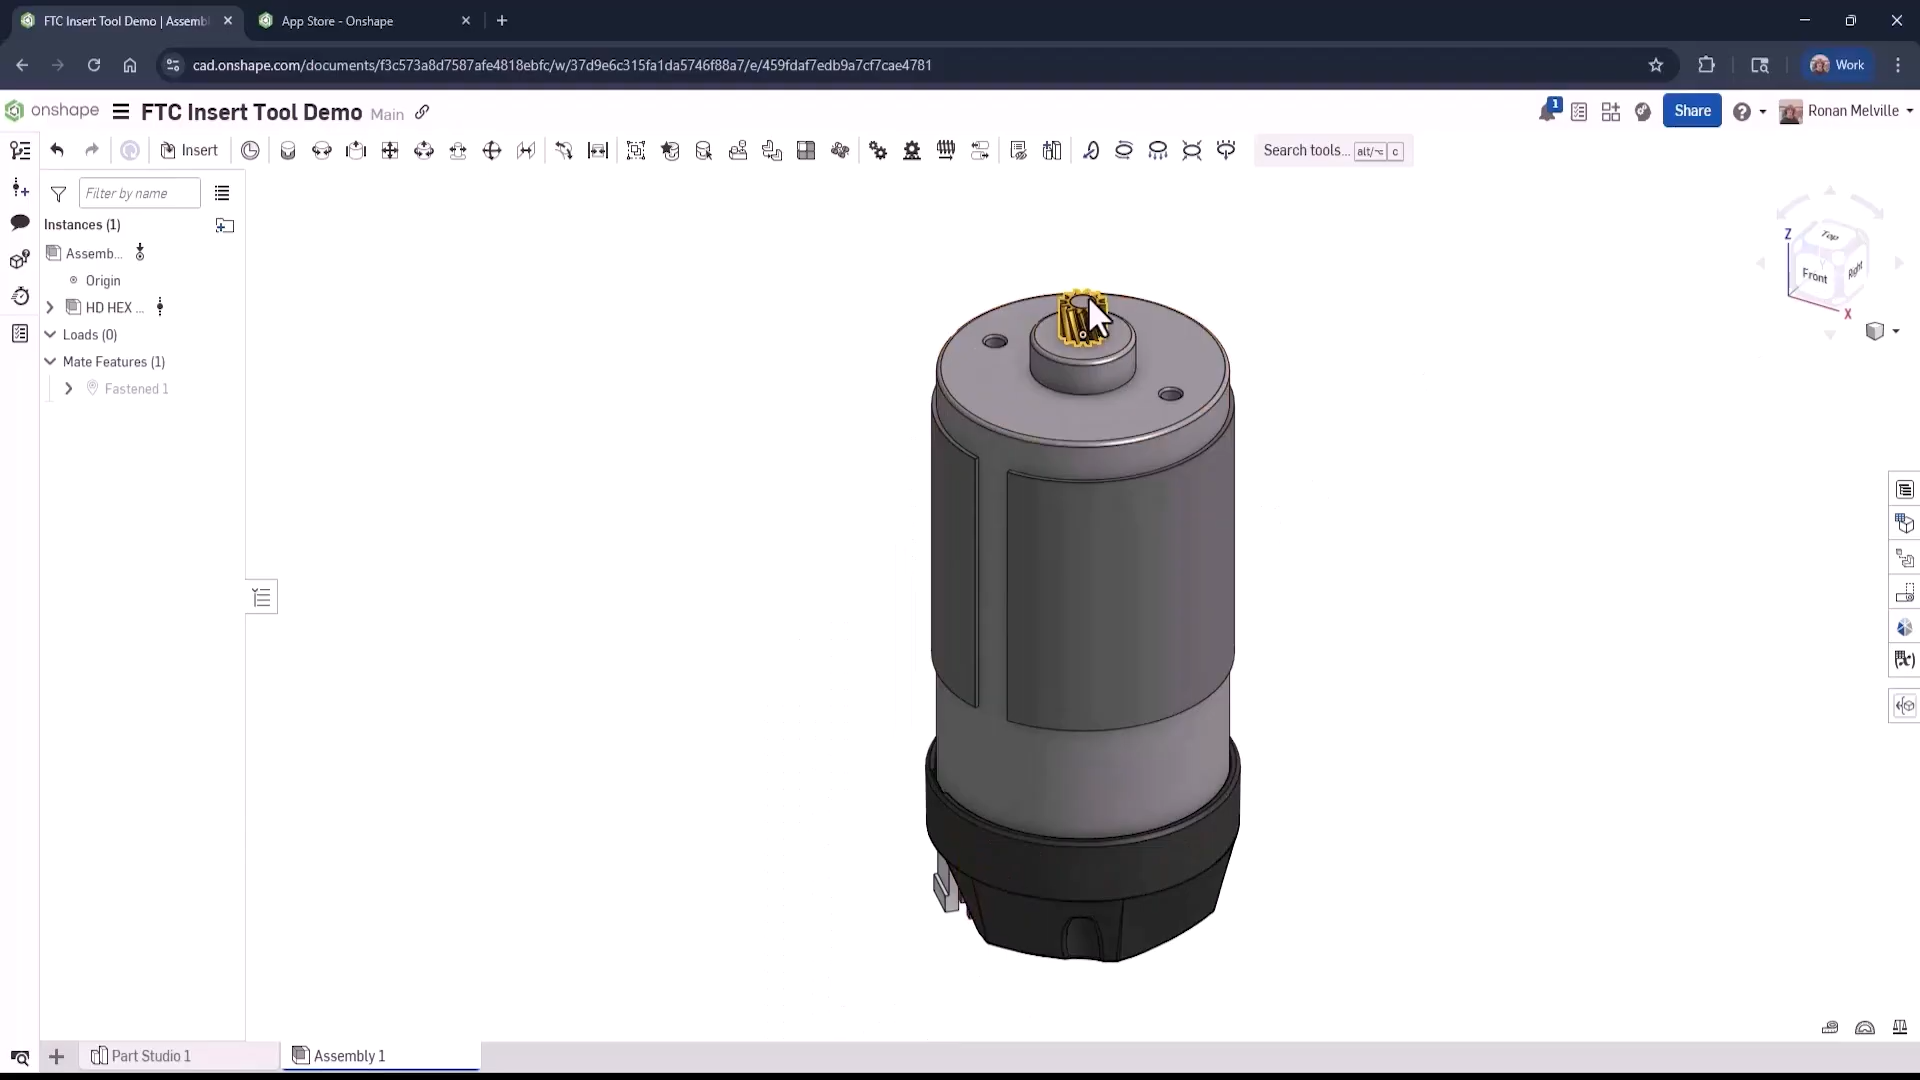 FTC Insert Tool Demo | Assembl
App Store - Onshape
cad.onshape.com/documents/f3c573a8d7587afe4818ebfc/w/37d9e6c315fa1da5746f88a7/e/459fdaf7edb9a7cf7cae4781
Work
onshape
FTC Insert Tool Demo
Main
1
Share
Ronan Melville
Insert
Search tools... alt/⌥ c
Filter by name
Instances (1)
Assemb...
Origin
HD HEX ...
Loads (0)
Mate Features (1)
Fastened 1
Z
Top
Front
Right
X
Part Studio 1
Assembly 1